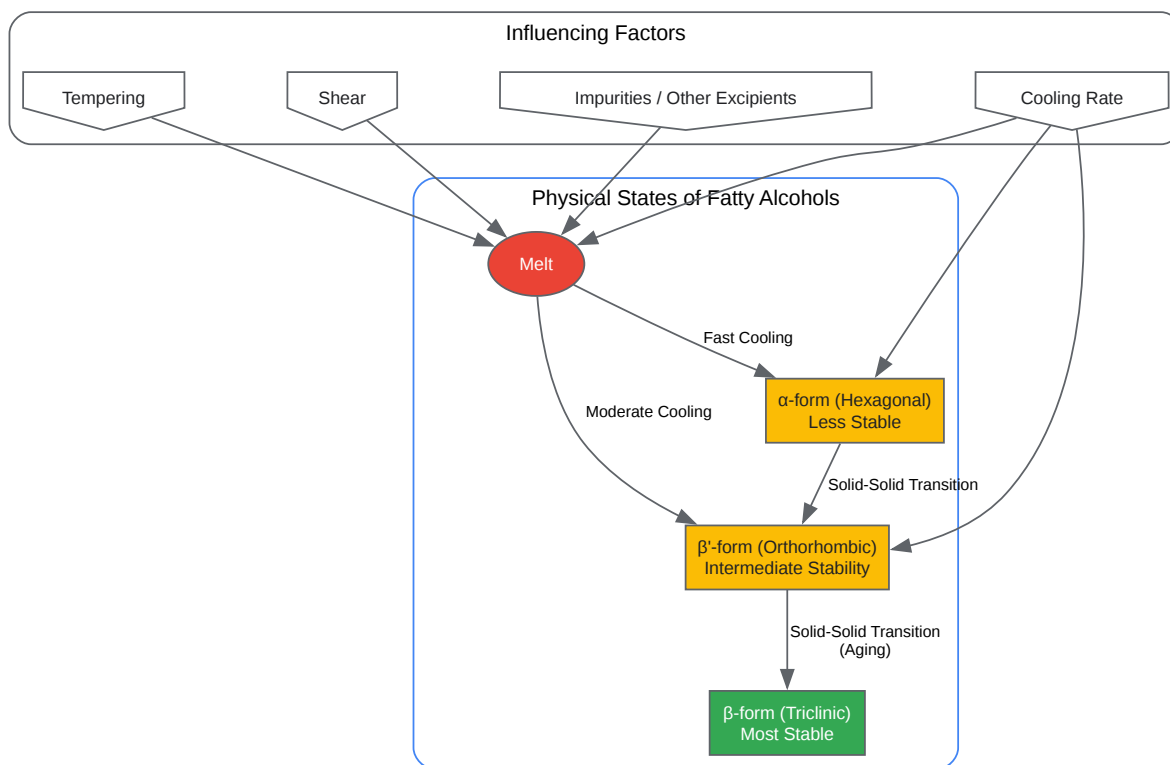 Influencing Factors
Tempering
Shear
Impurities / Other Excipients
Cooling Rate
Physical States of Fatty Alcohols
Melt
Fast Cooling
α-form (Hexagonal)
Less Stable
Moderate Cooling
Solid-Solid Transition
β'-form (Orthorhombic)
Intermediate Stability
Solid-Solid Transition
(Aging)
β-form (Triclinic)
Most Stable